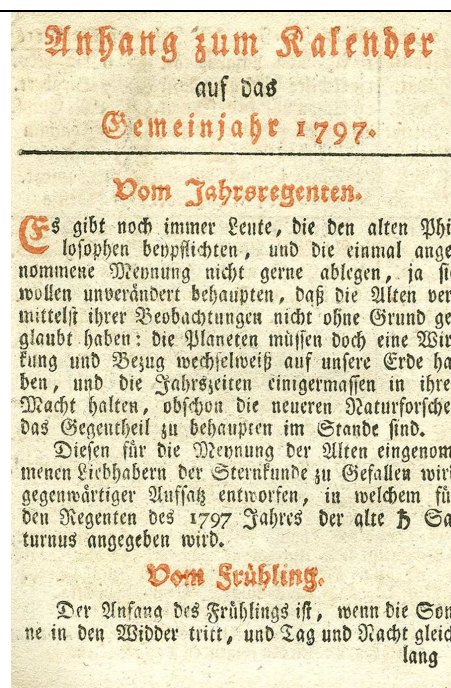 Anhang zum Kalender
auf das
Gemeinjahr 1797.
Vom Jahrsregenten.
Es gibt noch immer Leute, die den alten Phi
losophen beypflichten, und die einmal ange
nommene Meynung nicht gerne ablegen, ja si
wollen unverändert behaupten, daß die Alten ver
mittelst ihrer Beobachtungen nicht ohne Grund ge
glaubt haben: die Planeten müssen doch eine Wir
kung und Bezug wechselweiß auf unsere Erde ha
ben, und die Jahrszeiten einigermassen in ihre
Macht halten, obschon die neueren Naturforsche
das Gegentheil zu behaupten im Stande sind.
Diesen für die Meynung der Alten eingenom
menen Liebhabern der Sternkunde zu Gefallen wir
gegenwärtiger Aufsatz entworfen, in welchem fü
den Regenten des 1797 Jahres der alte ♄ Sa
turnus angegeben wird.
Vom Frühling.
Der Anfang des Frühlings ist, wenn die Son
ne in den Widder tritt, und Tag und Nacht gleich
lang